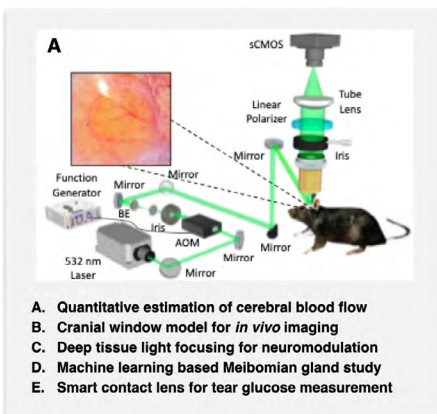 A
sCMOS
Tube
Lens
Linear
Polarizer
Mirror
Iris
Function
Generator
Mirror
Mirror
BE
Iris
AOM
532 nm
Laser
Mirror
Mirror
Mirror
A. Quantitative estimation of cerebral blood flow
B. Cranial window model for in vivo imaging
C. Deep tissue light focusing for neuromodulation
D. Machine learning based Meibomian gland study
E. Smart contact lens for tear glucose measurement